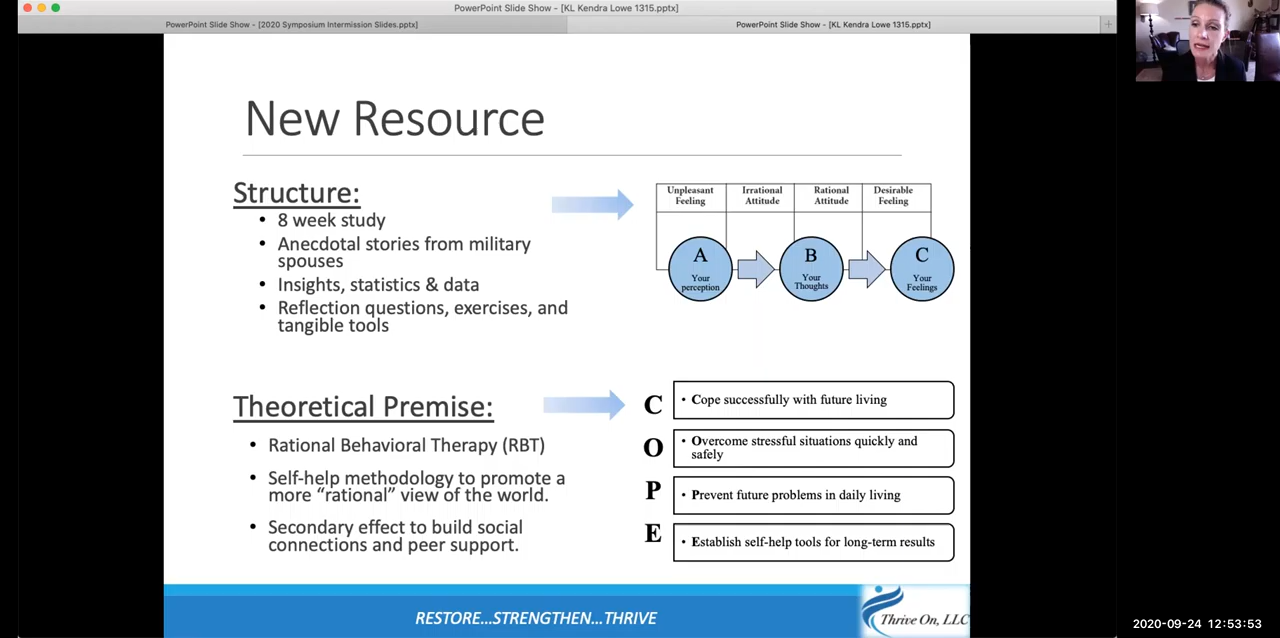 PowerPoint Slide Show - [KL Kendra Lowe 1315.pptx]
PowerPoint Slide Show - [2020 Symposium Intermission Slides.pptx]
PowerPoint Slide Show - [KL Kendra Lowe 1315.pptx]
New Resource
Structure:
• 8 week study
• Anecdotal stories from military
spouses
• Insights, statistics & data
• Reflection questions, exercises, and
tangible tools
Unpleasant
Feeling
Irrational
Attitude
Rational
Attitude
Desirable
Feeling
A
Your
perception
B
Your
Thoughts
C
Your
Feelings
Theoretical Premise:
• Rational Behavioral Therapy (RBT)
• Self-help methodology to promote a
more “rational” view of the world.
• Secondary effect to build social
connections and peer support.
C
• Cope successfully with future living
O
• Overcome stressful situations quickly and
safely
P
• Prevent future problems in daily living
E
• Establish self-help tools for long-term results
RESTORE...STRENGTHEN...THRIVE
Thrive On, LLC
2020-09-24 12:53:53